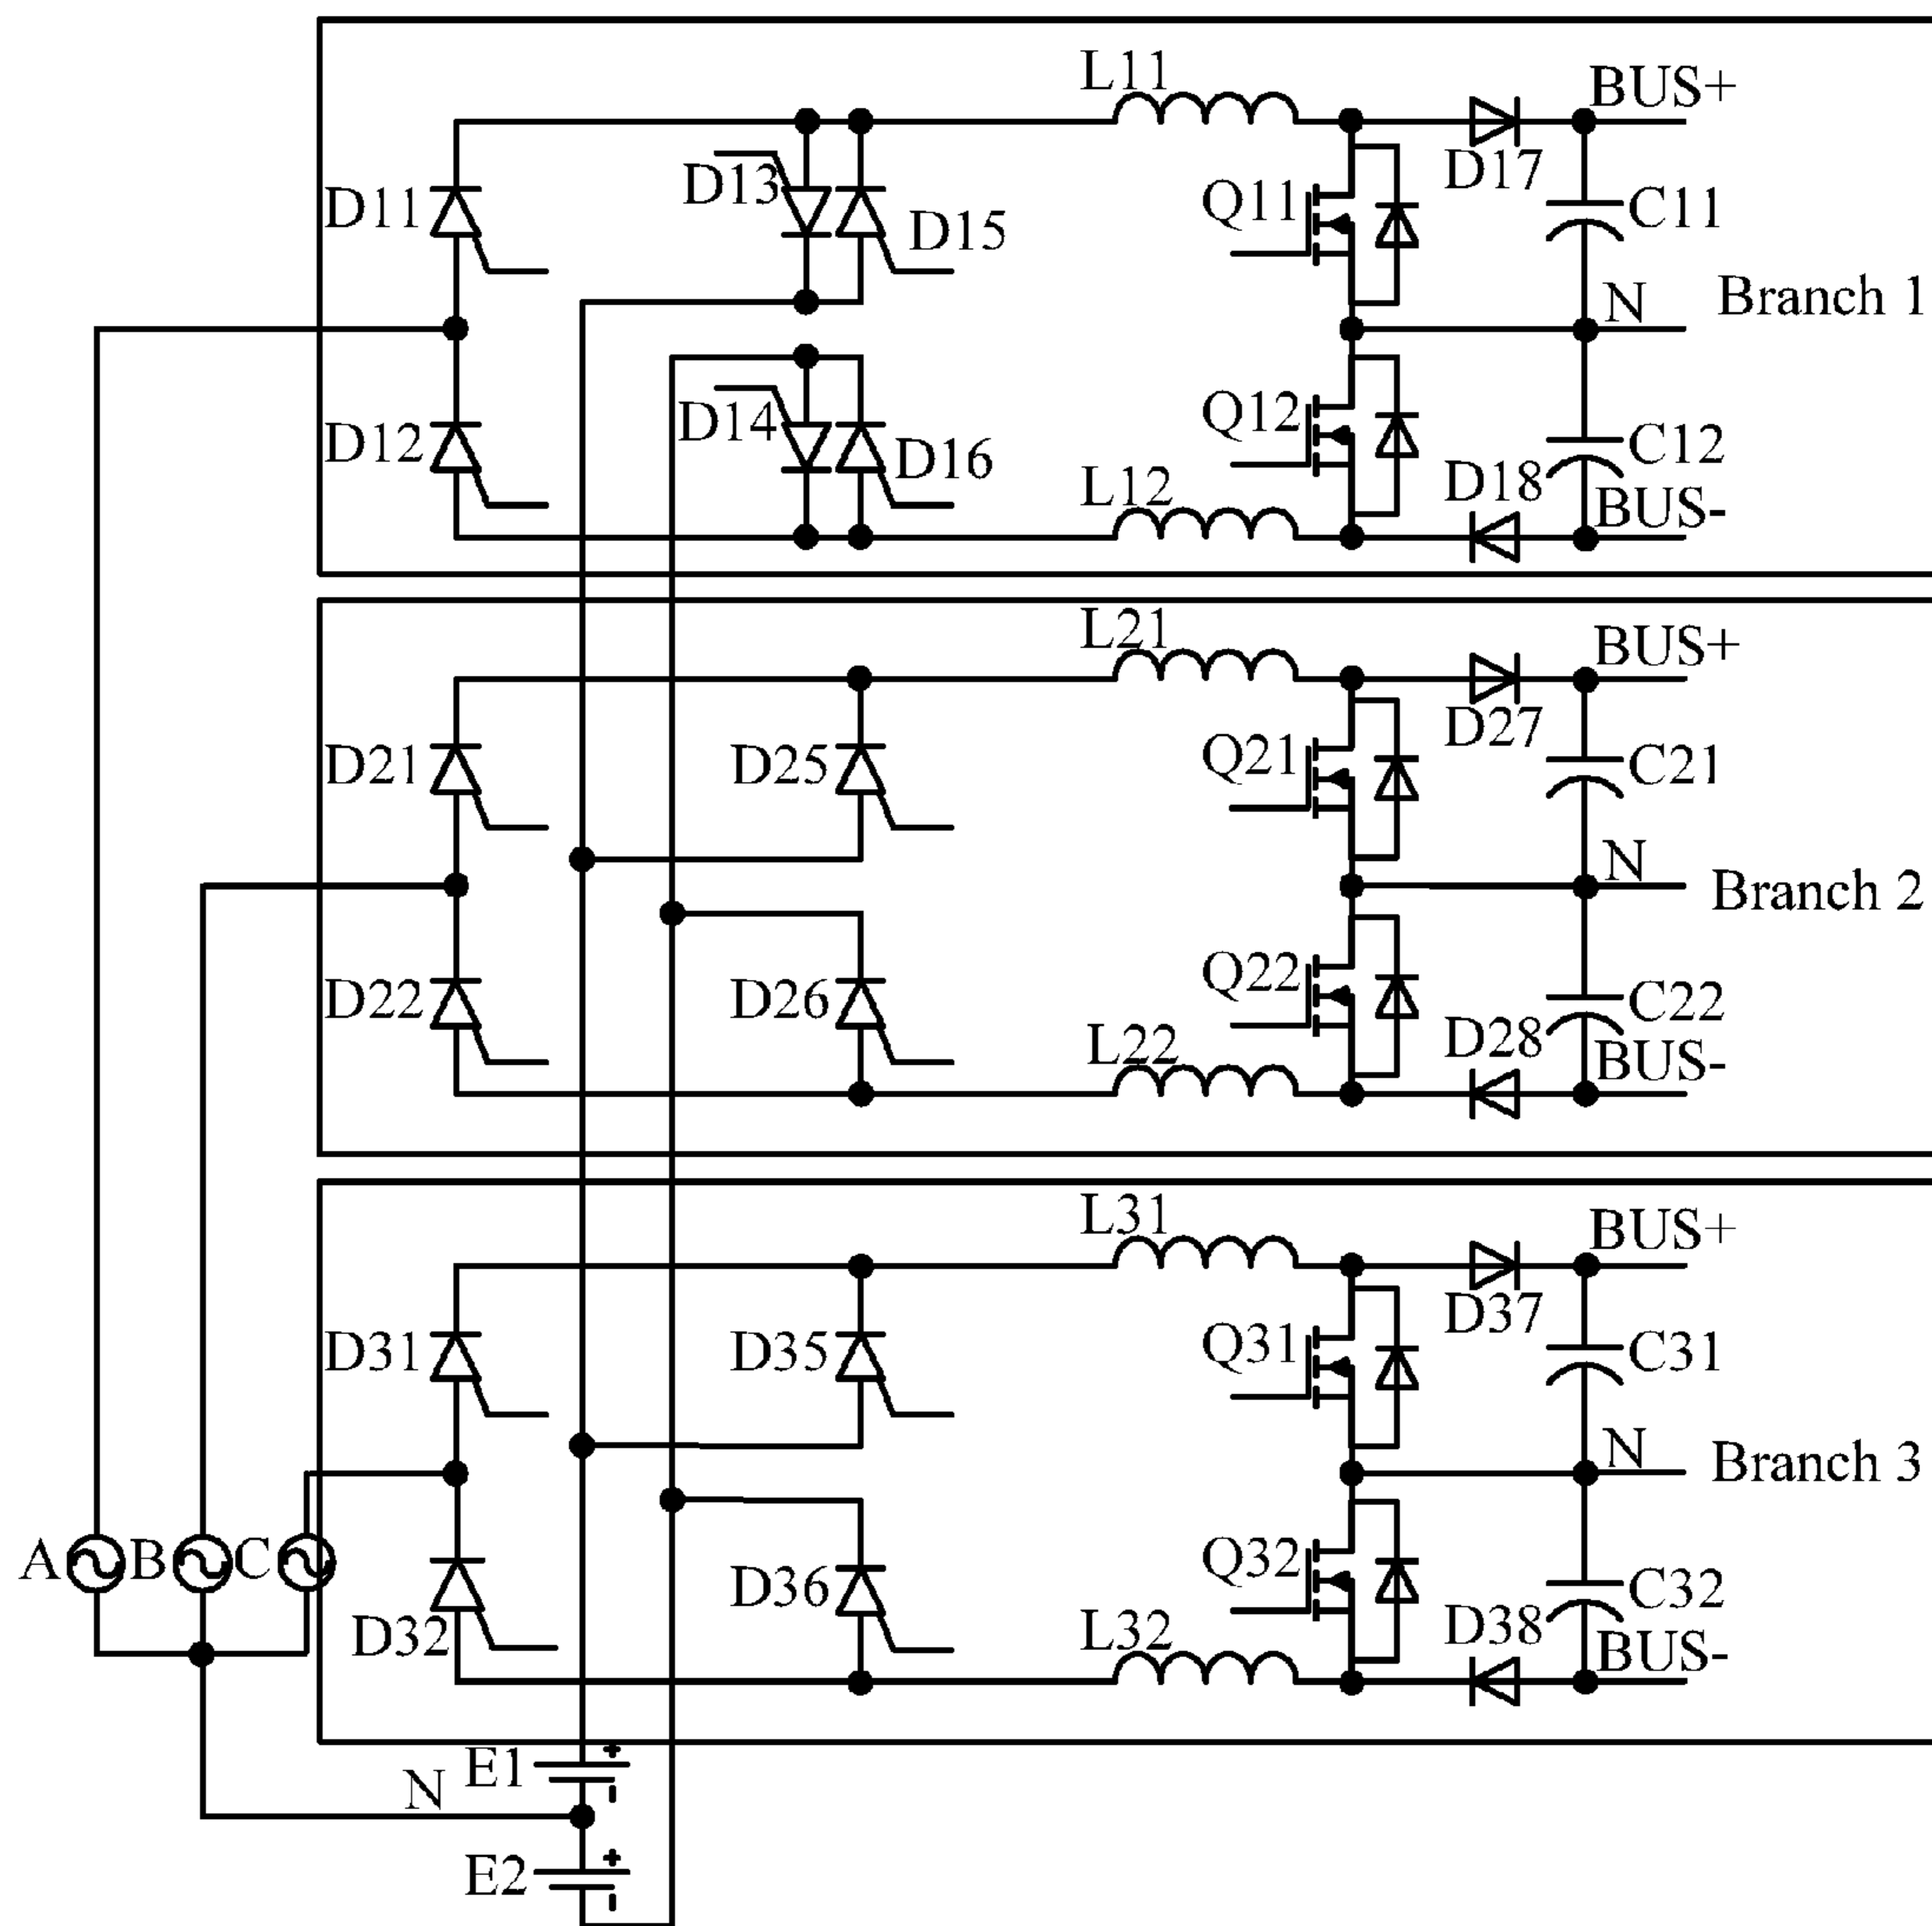 L11
BUS+
D13
D17
D11
Q11
C11
D15
N
Branch 1
D14
Q12
D12
C12
D16
L12
D18
BUS-
L21
BUS+
D27
D21
D25
Q21
C21
N
Branch 2
Q22
D22
D26
C22
L22
D28
BUS-
L31
BUS+
D37
D31
D35
Q31
C31
N
Branch 3
A
B
C
Q32
D36
C32
D32
L32
D38
BUS-
E1
+
-
N
E2
+
-